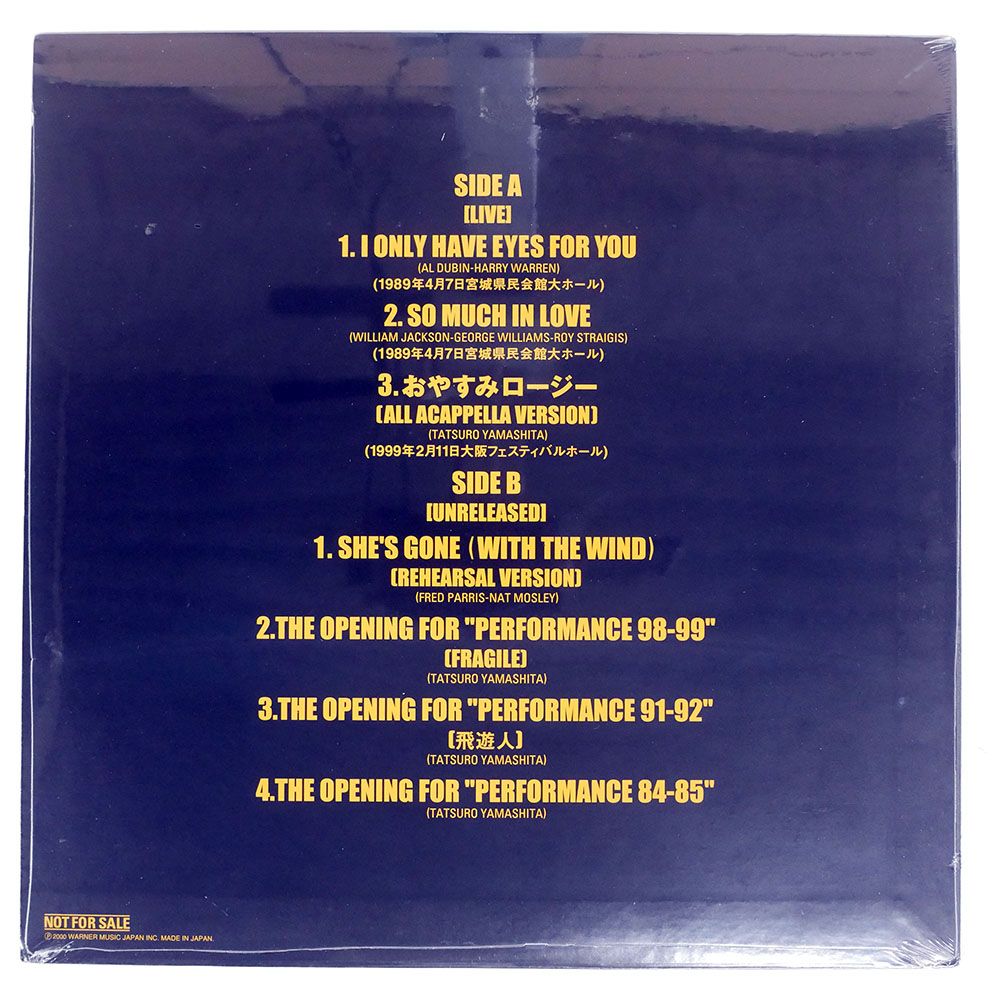 SIDE A
[LIVE]
1. I ONLY HAVE EYES FOR YOU
(AL DUBIN-HARRY WARREN)
(1989年4月7日宮城県民会館大ホール)
2. SO MUCH IN LOVE
(WILLIAM JACKSON-GEORGE WILLIAMS-ROY STRAIGIS)
(1989年4月7日宮城県民会館大ホール)
3.おやすみロージー
(ALL ACAPPELLA VERSION)
(TATSURO YAMASHITA)
(1999年2月11日大阪フェスティバルホール)
SIDE B
[UNRELEASED]
1. SHE'S GONE (WITH THE WIND)
(REHEARSAL VERSION)
(FRED PARRIS-NAT MOSLEY)
2.THE OPENING FOR "PERFORMANCE 98-99"
(FRAGILE)
(TATSURO YAMASHITA)
3.THE OPENING FOR "PERFORMANCE 91-92"
(飛遊人)
(TATSURO YAMASHITA)
4.THE OPENING FOR "PERFORMANCE 84-85"
(TATSURO YAMASHITA)
NOT FOR SALE
Ⓟ2000 WARNER MUSIC JAPAN INC. MADE IN JAPAN.